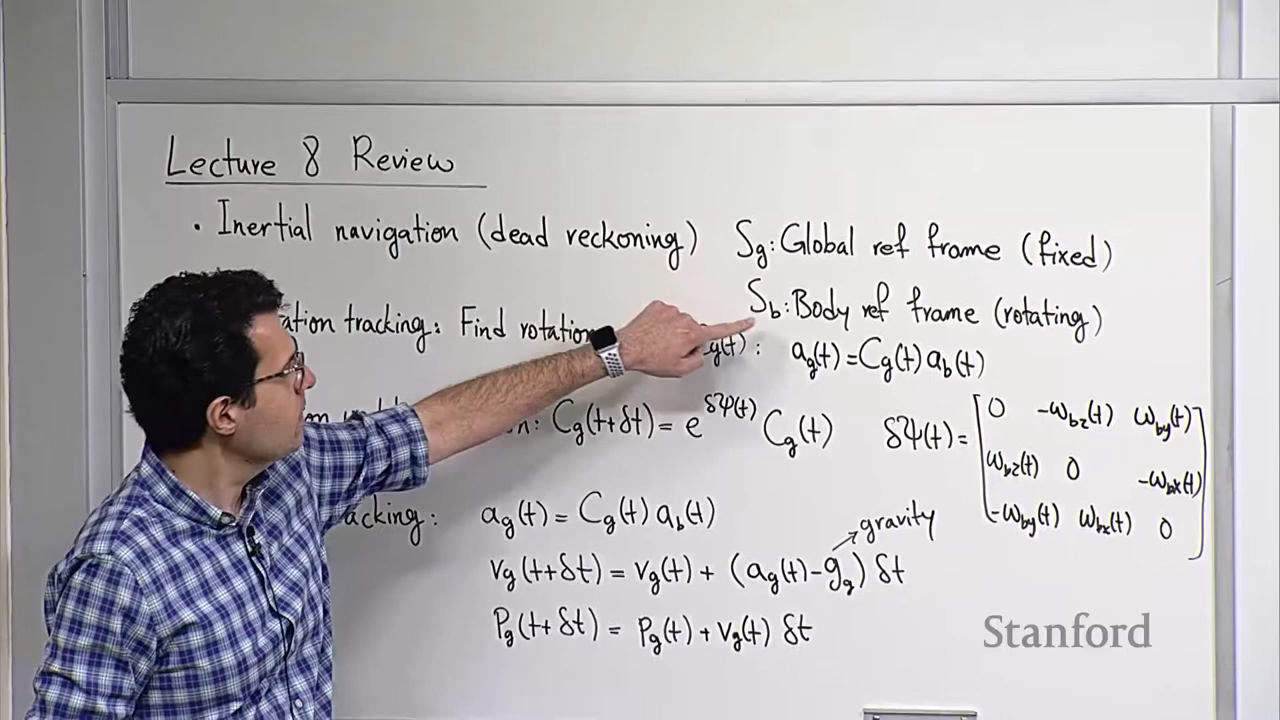 Lecture 8 Review
• Inertial navigation (dead reckoning) Sg: Global ref frame (fixed)
Sb: Body ref frame (rotating)
ation tracking: Find rotation g(t): ag(t) = Cg(t) ab(t)
: Cg(t+δt) = e^δΨ(t) Cg(t) δΨ(t) = [0 -ωbz(t) ωby(t)
ωbz(t) 0 -ωbx(t)
-ωby(t) ωbx(t) 0]
acking: ag(t) = Cg(t) ab(t)
gravity
vg(t+δt) = vg(t) + (ag(t) - gg) δt
Pg(t+δt) = Pg(t) + vg(t) δt
Stanford